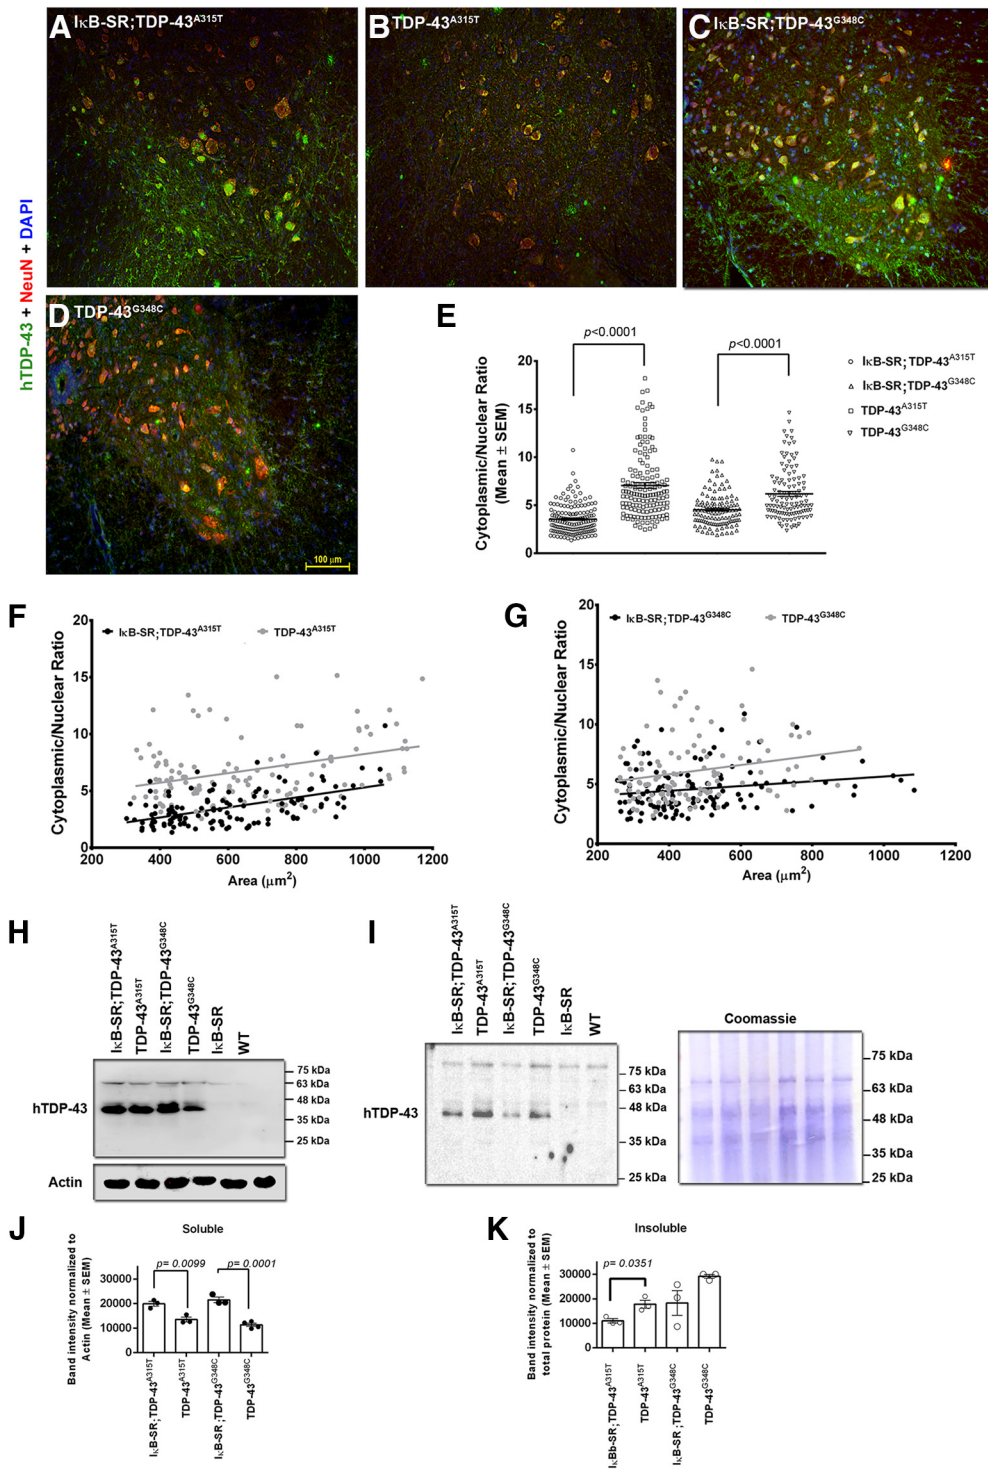 A IκB-SR;TDP-43A315T
B TDP-43A315T
C IκB-SR;TDP-43G348C
hTDP-43 + NeuN + DAPI
D TDP-43G348C
100 µm
E
p<0.0001
p<0.0001
Cytoplasmic/Nuclear Ratio
(Mean ± SEM)
20
15
10
5
0
IκB-SR;TDP-43A315T
IκB-SR;TDP-43G348C
TDP-43A315T
TDP-43G348C
F
IκB-SR;TDP-43A315T
TDP-43A315T
Cytoplasmic/Nuclear Ratio
20
15
10
5
0
200 400 600 800 1000 1200
Area (µm2)
G
IκB-SR;TDP-43G348C
TDP-43G348C
Cytoplasmic/Nuclear Ratio
20
15
10
5
0
200 400 600 800 1000 1200
Area (µm2)
H
IκB-SR;TDP-43A315T
TDP-43A315T
IκB-SR;TDP-43G348C
TDP-43G348C
IκB-SR
WT
hTDP-43
75 kDa
63 kDa
48 kDa
35 kDa
25 kDa
Actin
I
IκB-SR;TDP-43A315T
TDP-43A315T
IκB-SR;TDP-43G348C
TDP-43G348C
IκB-SR
WT
hTDP-43
75 kDa
63 kDa
48 kDa
35 kDa
25 kDa
Coomassie
75 kDa
63 kDa
48 kDa
35 kDa
25 kDa
J
Soluble
p= 0.0099
p= 0.0001
Band intensity normalized to
Actin (Mean ± SEM)
30000
20000
10000
0
IκB-SR;TDP-43A315T
TDP-43A315T
IκB-SR;TDP-43G348C
TDP-43G348C
K
Insoluble
p= 0.0351
Band intensity normalized to
total protein (Mean ± SEM)
30000
20000
10000
0
IκBb-SR;TDP-43A315T
TDP-43A315T
IκB-SR;TDP-43G348C
TDP-43G348C